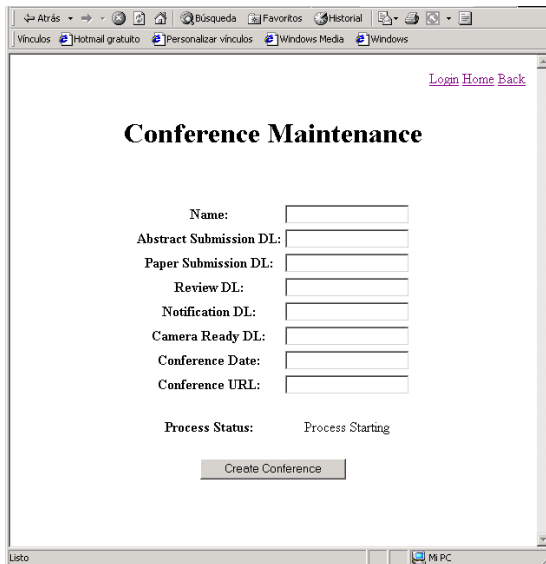 Atrás Búsqueda Favoritos Historial
Vínculos Hotmail gratuito Personalizar vínculos Windows Media Windows
Login Home Back
Conference Maintenance
Name:
Abstract Submission DL:
Paper Submission DL:
Review DL:
Notification DL:
Camera Ready DL:
Conference Date:
Conference URL:
Process Status: Process Starting
Create Conference
Listo Mi PC